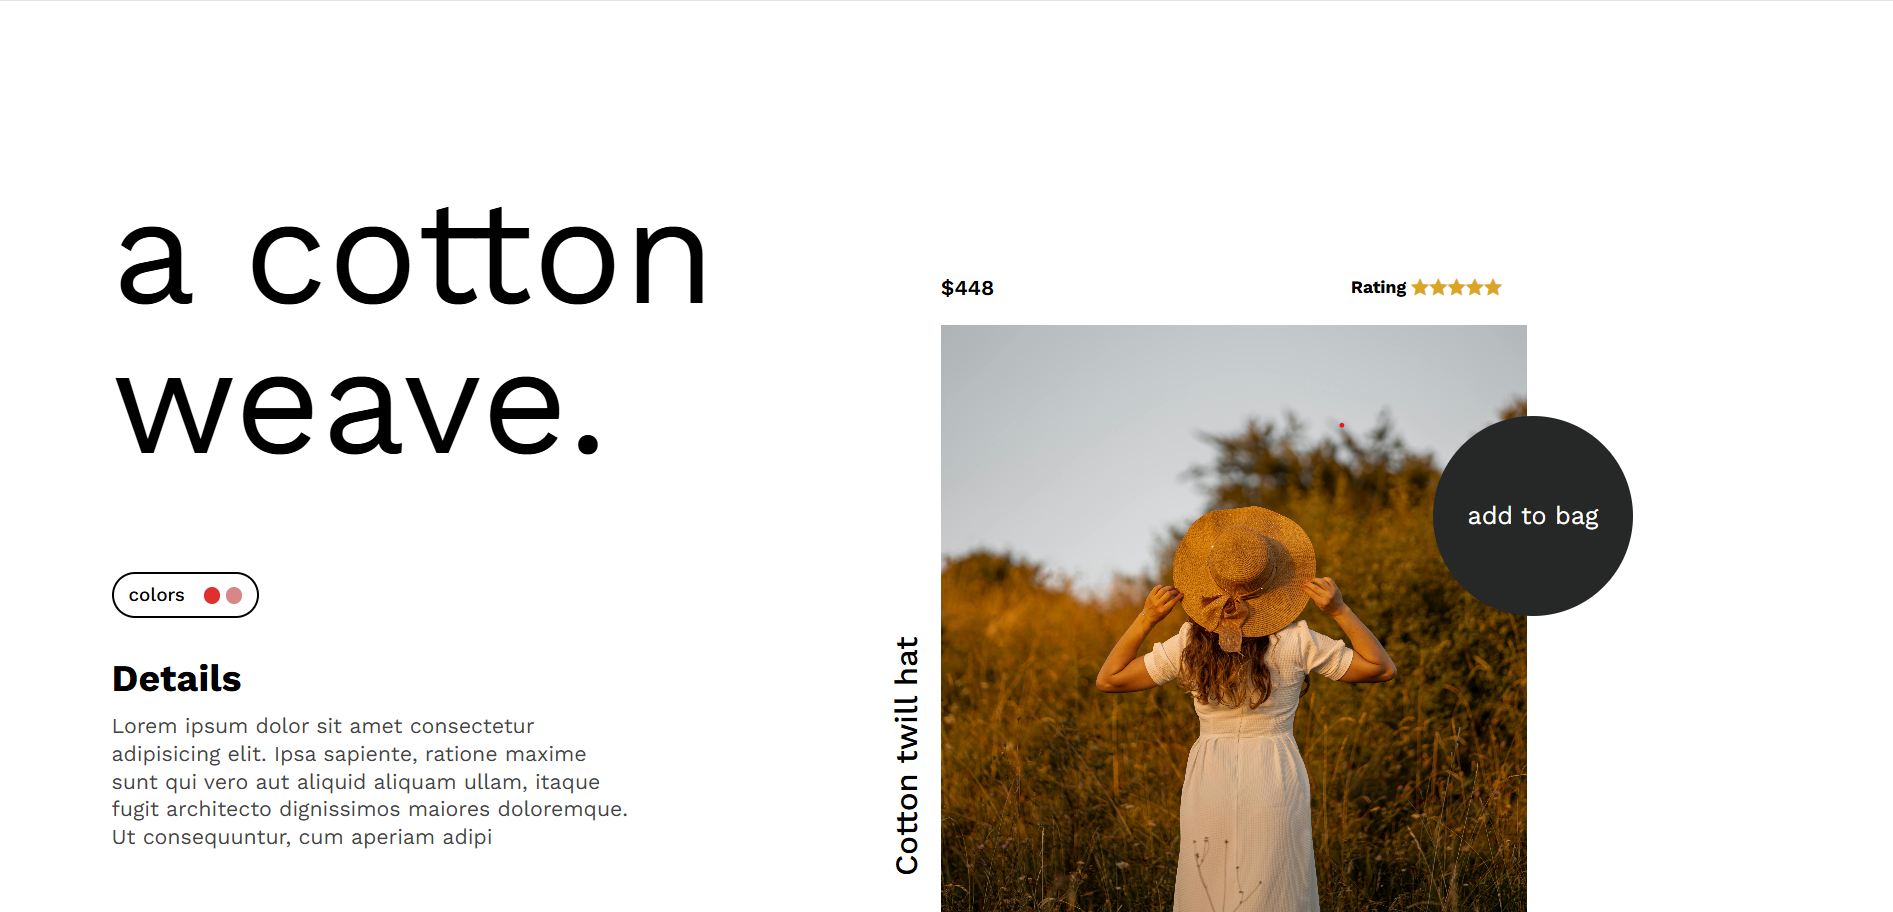 a cotton
weave.
colors
Details
Lorem ipsum dolor sit amet consectetur
adipisicing elit. Ipsa sapiente, ratione maxime
sunt qui vero aut aliquid aliquam ullam, itaque
fugit architecto dignissimos maiores doloremque.
Ut consequuntur, cum aperiam adipi
$448
Rating
add to bag
Cotton twill hat